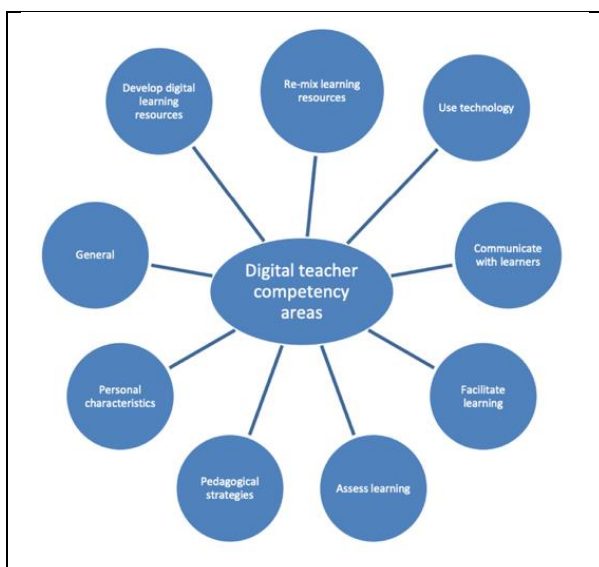 Re-mix learning
resources
Develop digital
learning
resources
Use technology
General
Communicate
with learners
Digital teacher
competency
areas
Personal
characteristics
Facilitate
learning
Pedagogical
strategies
Assess learning